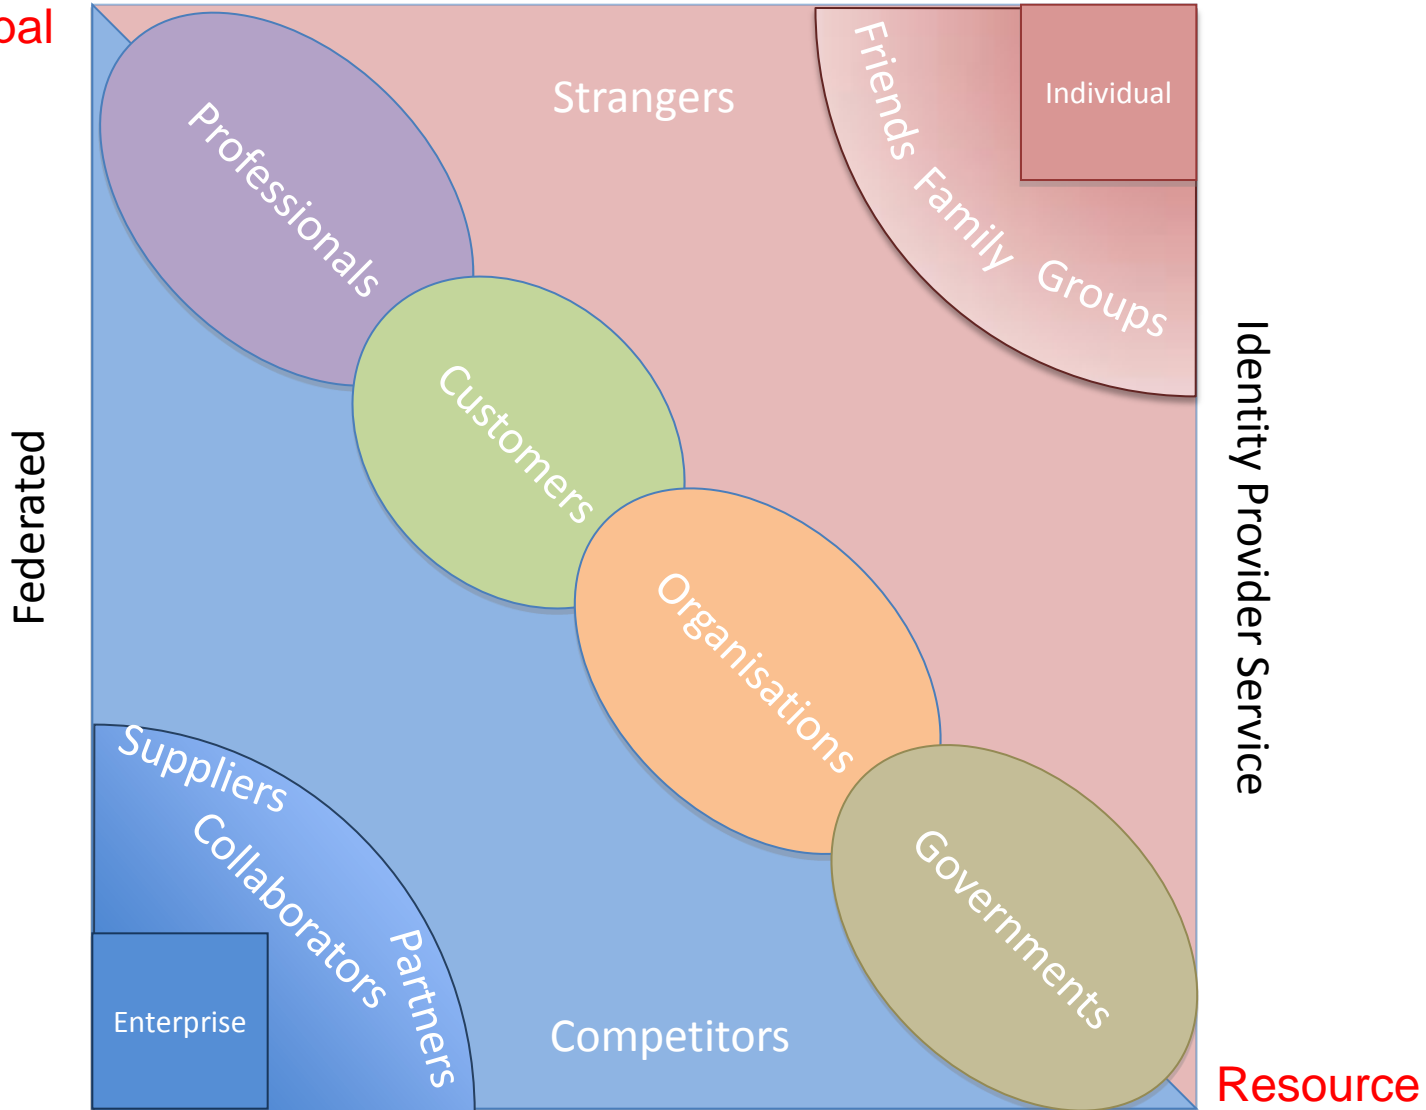 Strangers
Individual
Friends
Family
Groups
Professionals
Customers
Organisations
Governments
Federated
Identity Provider Service
Suppliers
Collaborators
Partners
Enterprise
Competitors
Resource